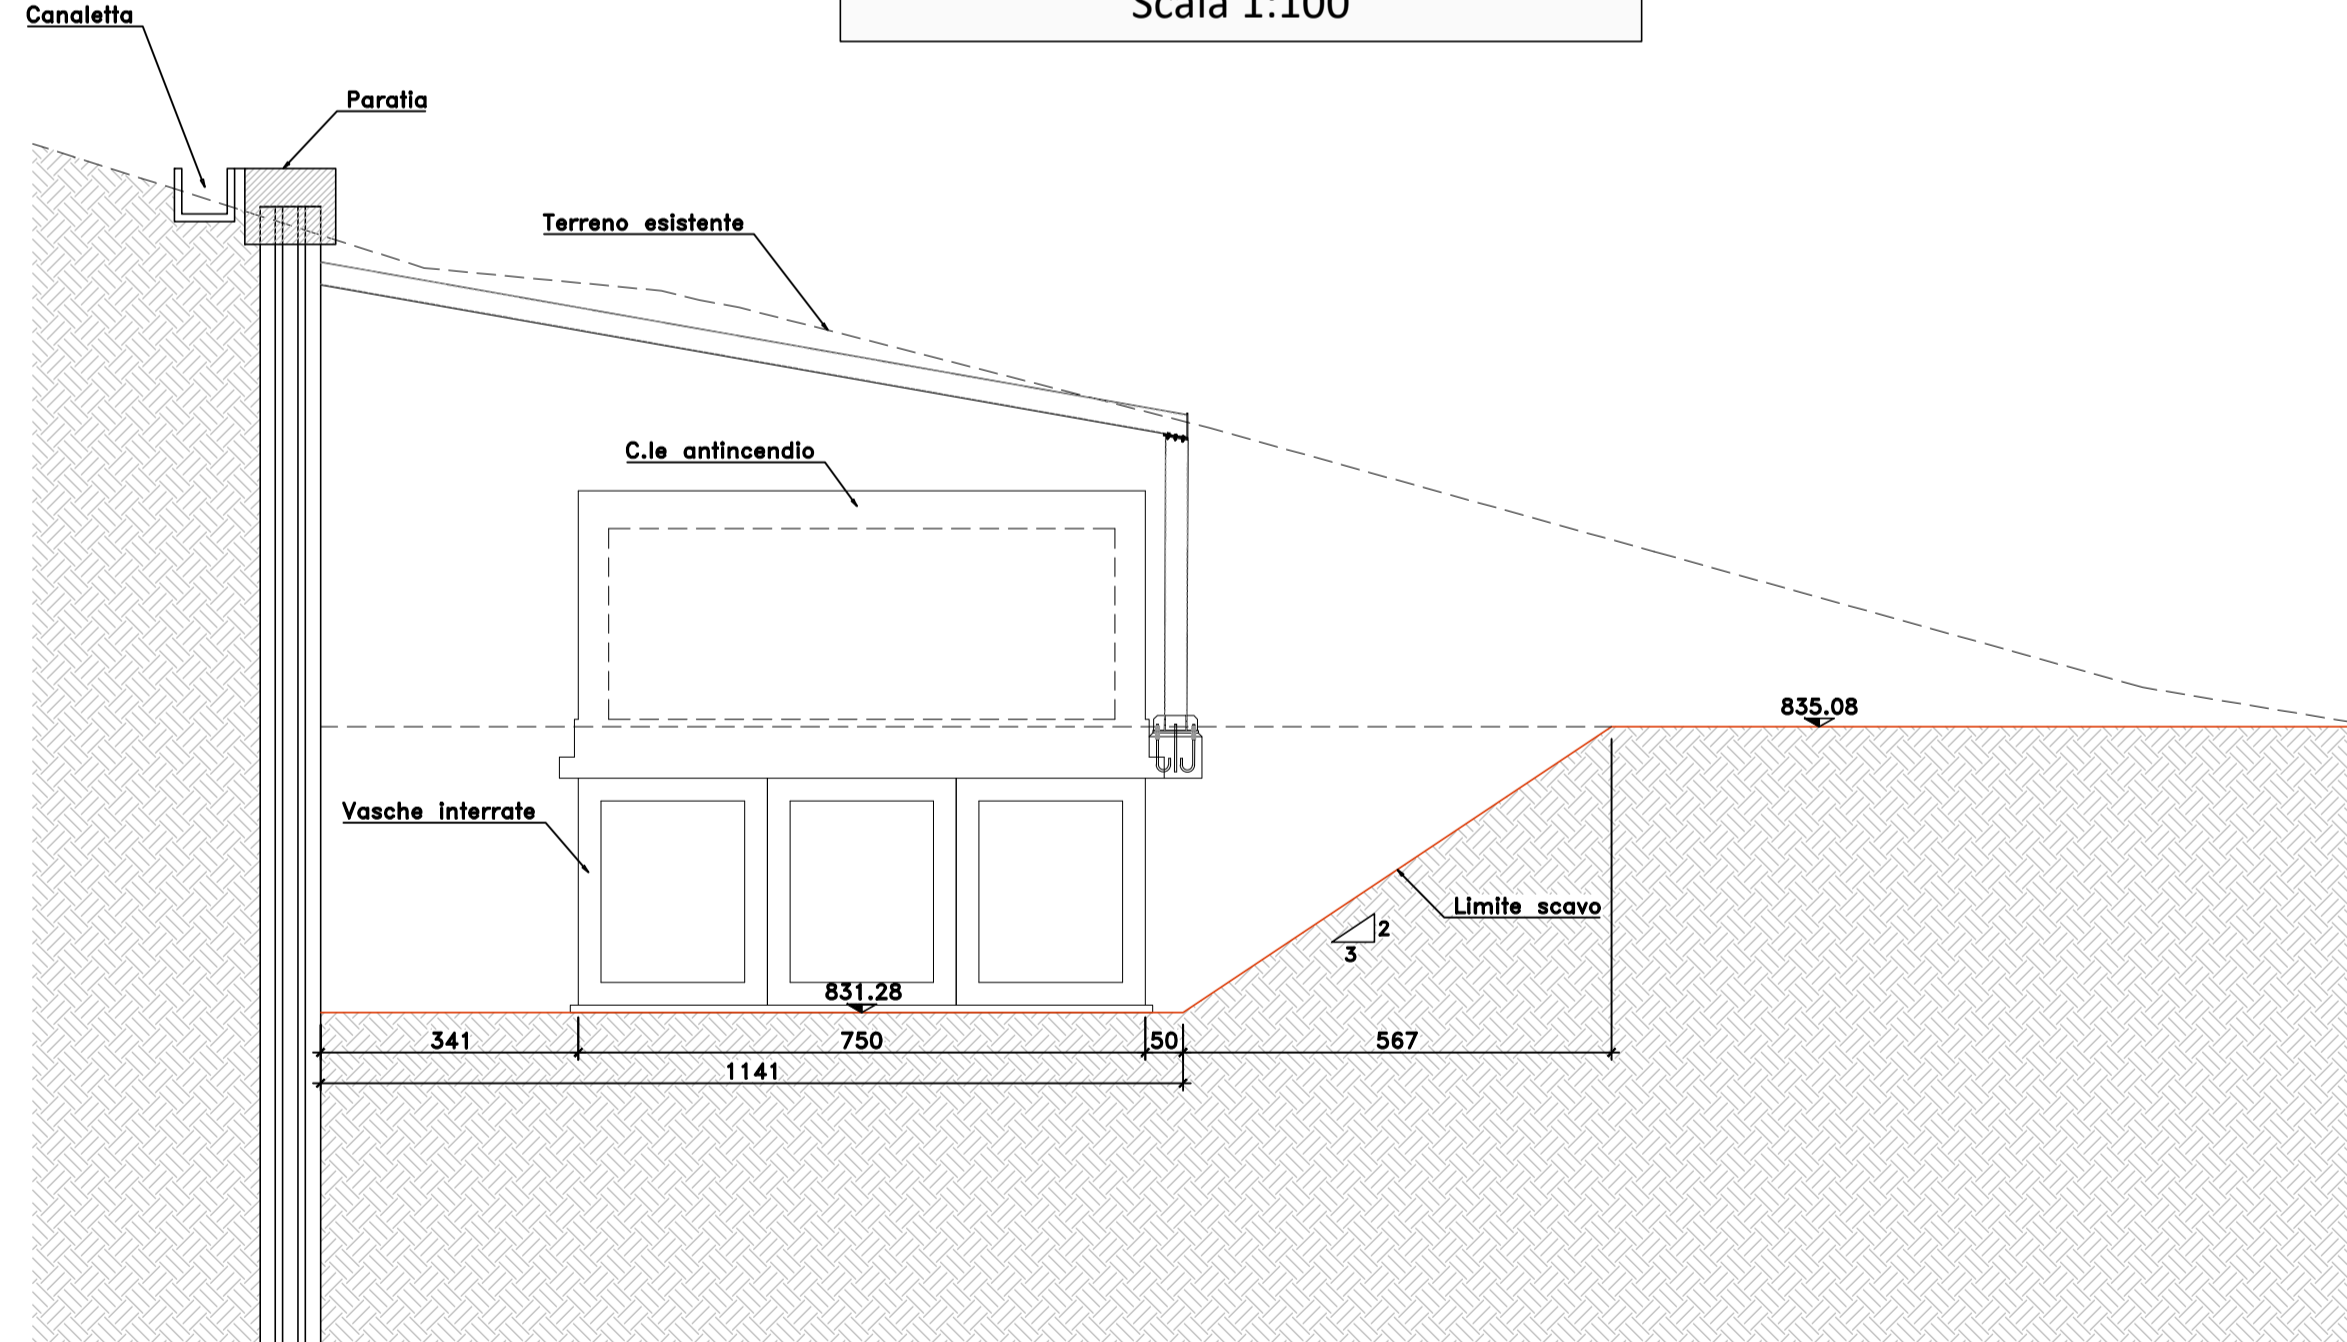 Scala 1:100
Canaletta
Paratia
Terreno esistente
C.le antincendio
835.08
Vasche interrate
Limite scavo
2
3
831.28
341
750
50
567
1141